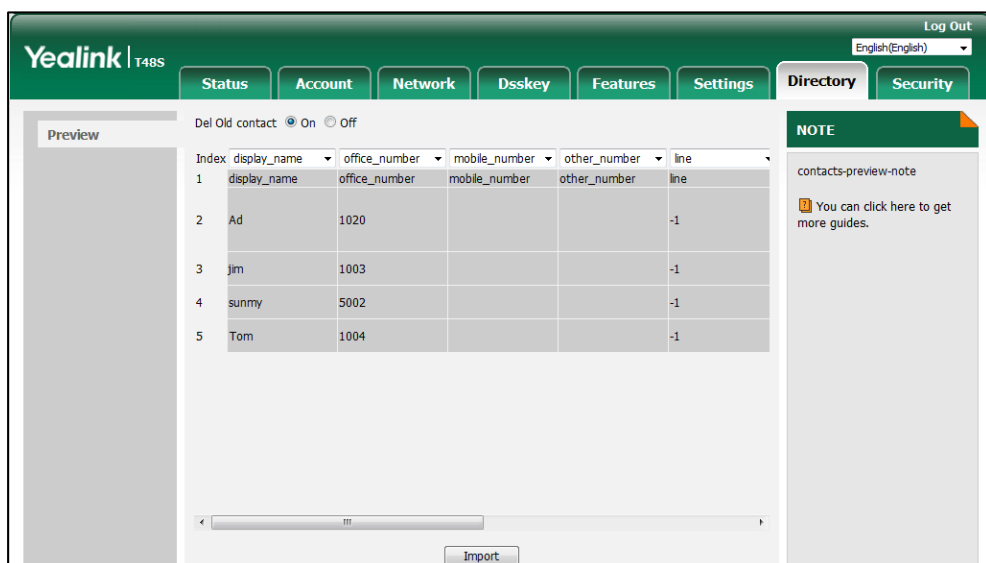 Log Out
Yealink | T48S
English(English)
Status Account Network Dsskey Features Settings Directory Security
Preview
Del Old contact On Off
Index display_name office_number mobile_number other_number line
1 display_name office_number mobile_number other_number line
2 Ad 1020 -1
3 jim 1003 -1
4 sunmy 5002 -1
5 Tom 1004 -1
Import
NOTE
contacts-preview-note
You can click here to get
more guides.